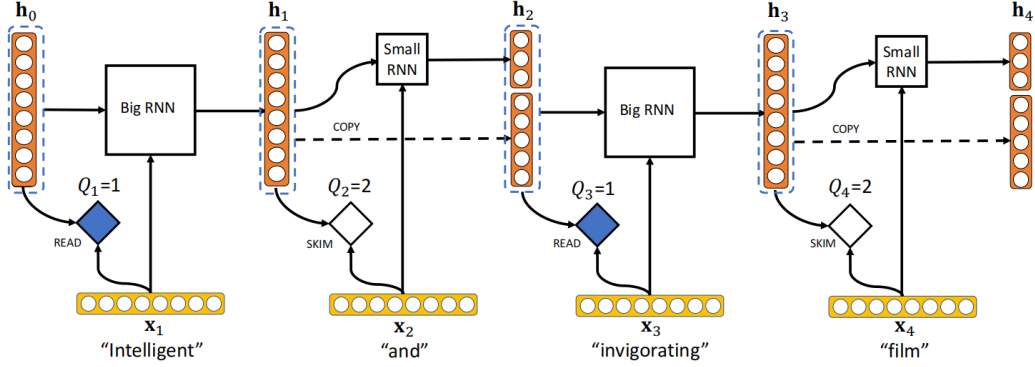 h₀ h₁ h₂ h₃ h₄
Small
RNN
Small
RNN
Big RNN
Big RNN
COPY
COPY
Q₁=1
Q₂=2
Q₃=1
Q₄=2
READ
SKIM
READ
SKIM
x₁ x₂ x₃ x₄
“Intelligent” “and” “invigorating” “film”